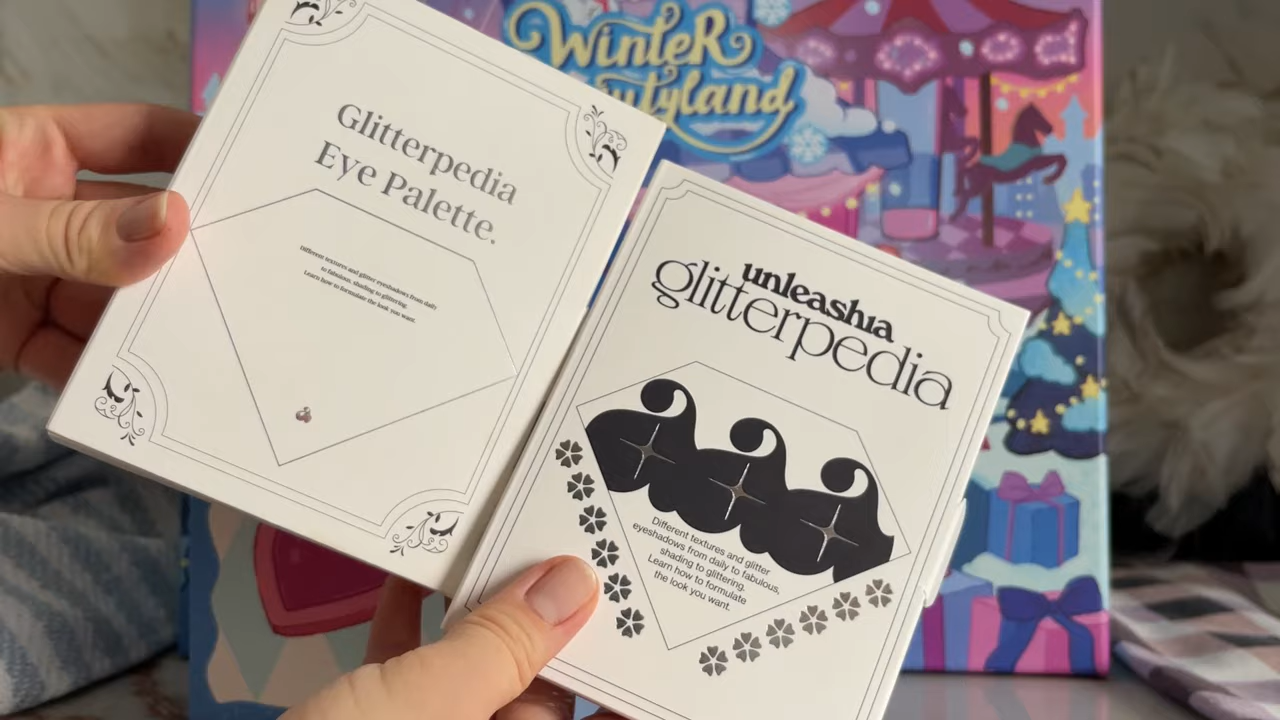 Winter
Glitterpedia
Eye Palette.
Different textures and glitter eyeshadows from daily
to fabulous, shading to glittering.
Learn how to formulate the look you want.
unleashia
glitterpedia
Different textures and glitter
eyeshadows from daily to fabulous,
shading to glittering.
Learn how to formulate
the look you want.